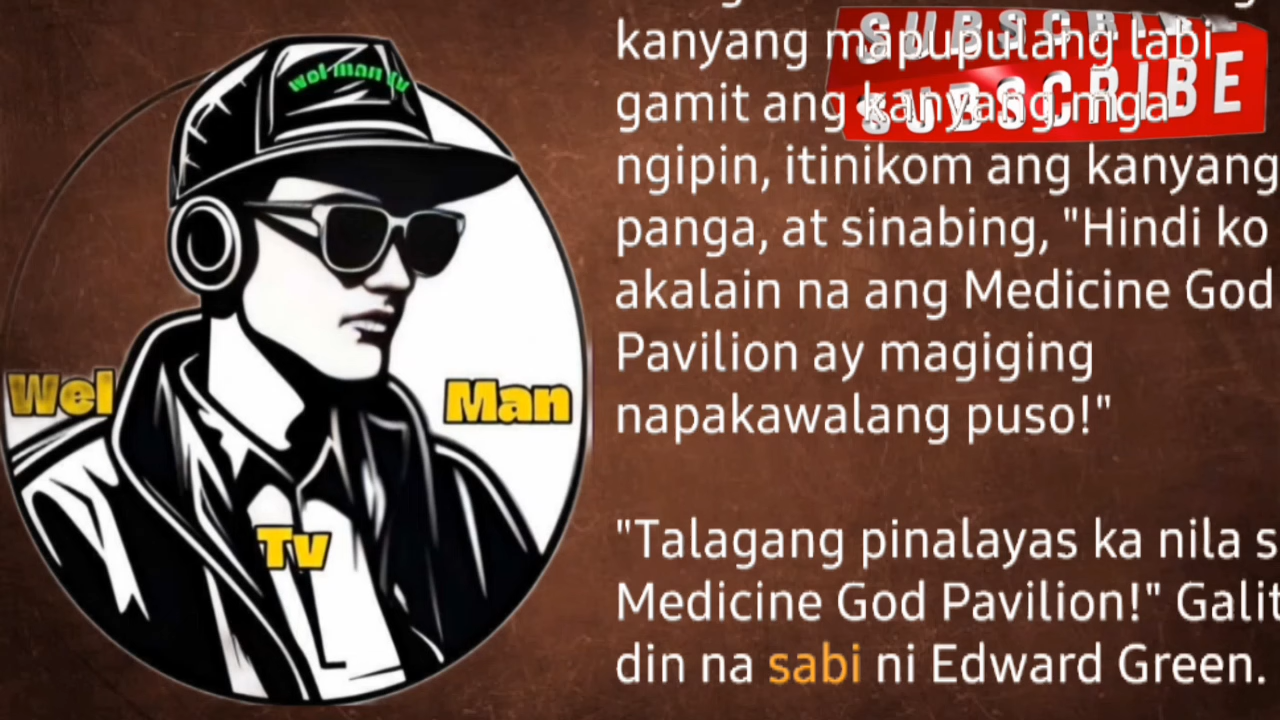 wel man tv
Wel
Man
Tv
SUBSCRIBE
SUBSCRIBE
kanyang mapupulang labi
gamit ang kanyang mga
ngipin, itinikom ang kanyang
panga, at sinabing, "Hindi ko
akalain na ang Medicine God
Pavilion ay magiging
napakawalang puso!"
"Talagang pinalayas ka nila s
Medicine God Pavilion!" Galit
din na sabi ni Edward Green.